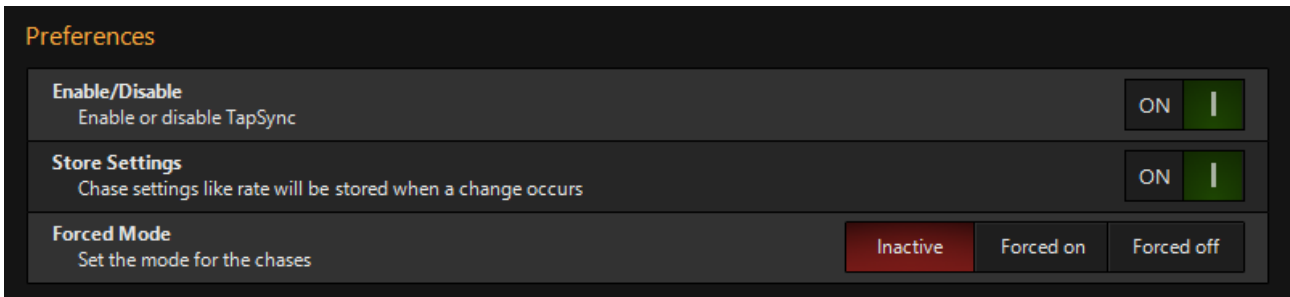 Preferences
Enable/Disable
Enable or disable TapSync
ON
Store Settings
Chase settings like rate will be stored when a change occurs
ON
Forced Mode
Set the mode for the chases
Inactive Forced on Forced off